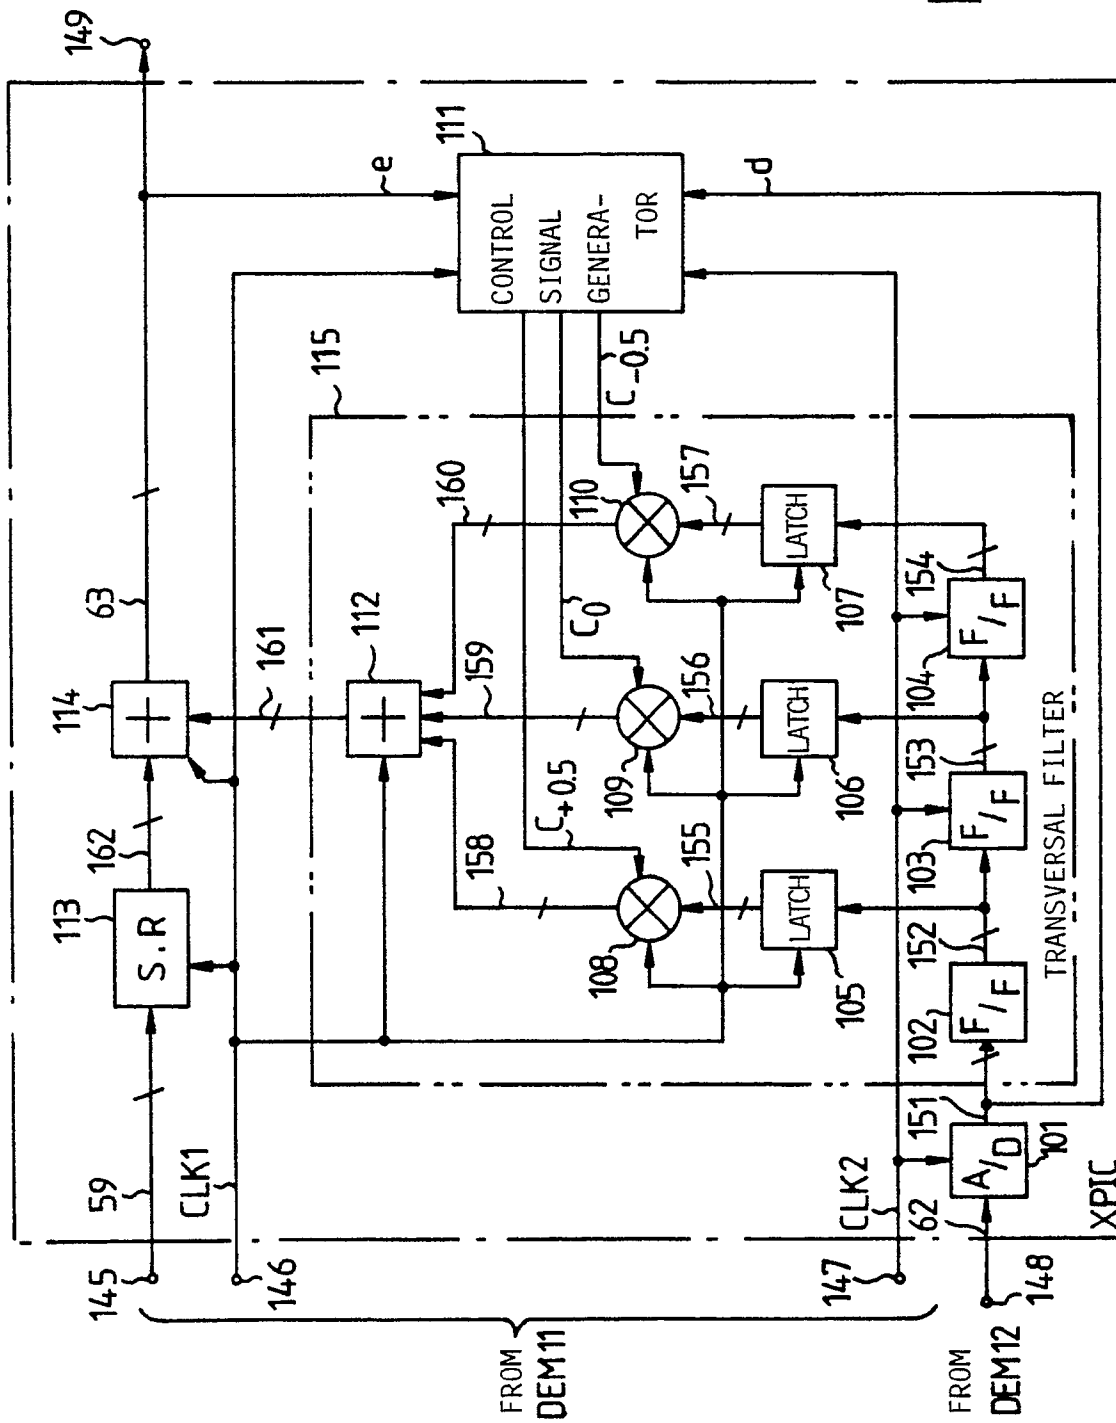 149
111
e
CONTROL
SIGNAL
GENERA-
TOR
d
115
C-0.5
C0
C+0.5
63
114
161
112
160
159
158
110
109
108
157
156
155
LATCH
107
LATCH
106
LATCH
105
154
F/F
104
153
F/F
103
152
F/F
102
TRANSVERSAL FILTER
162
113
S.R
59
CLK1
145
146
CLK2
62
151
A/D
101
XPIC
147
148
FROM
DEM11
FROM
DEM12